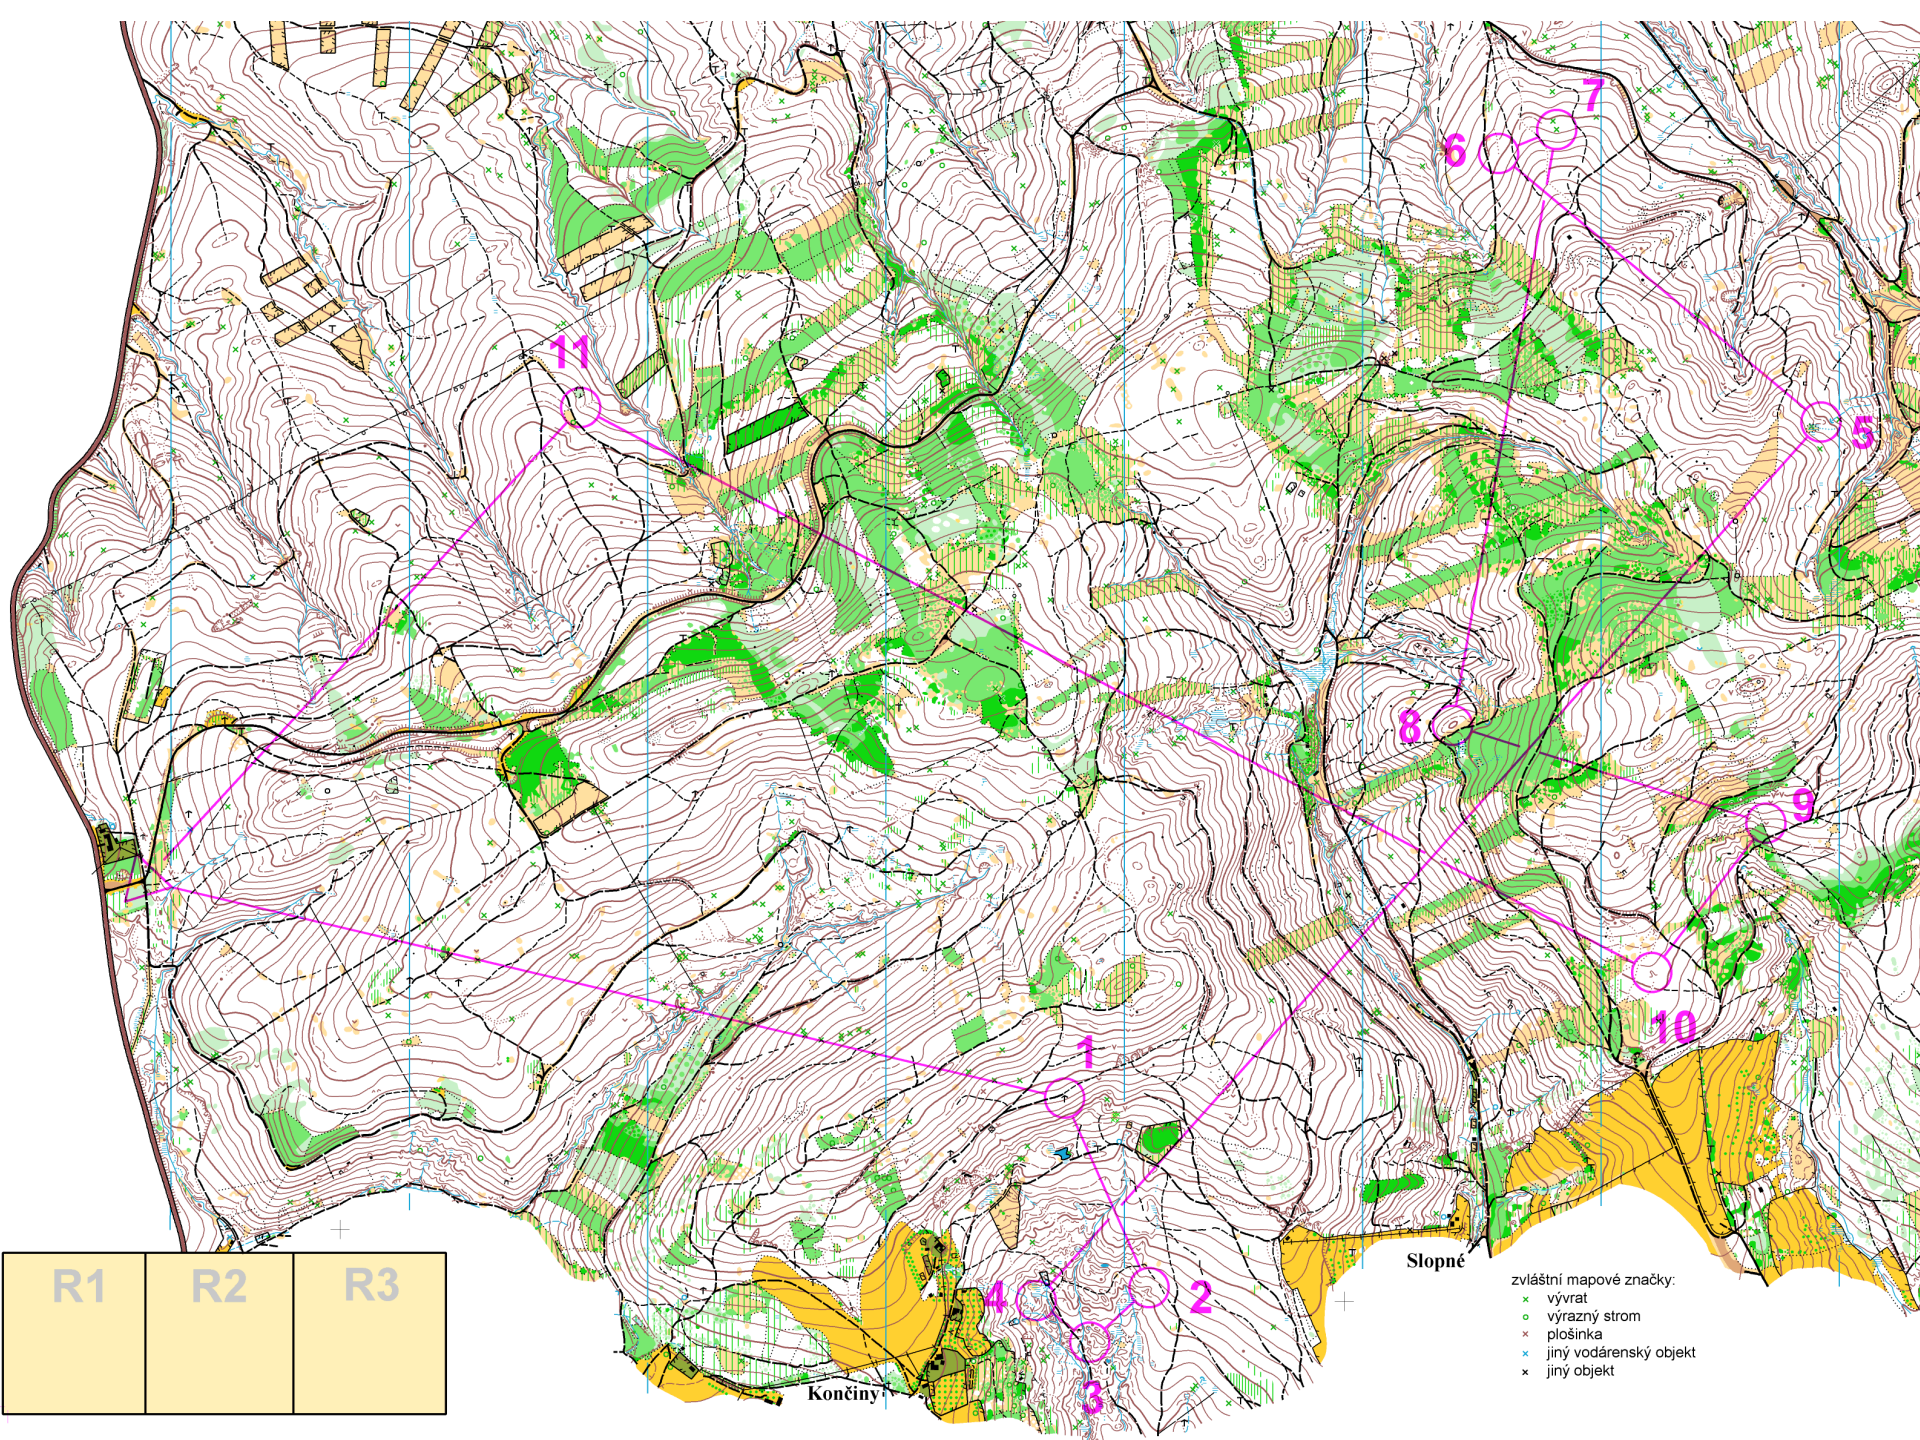 7
6
11
5
8
9
10
1
4
2
3
R1 R2 R3
Slopné
Končiny
zvláštní mapové značky:
vývrat
výrazný strom
plošinka
jiný vodárenský objekt
jiný objekt